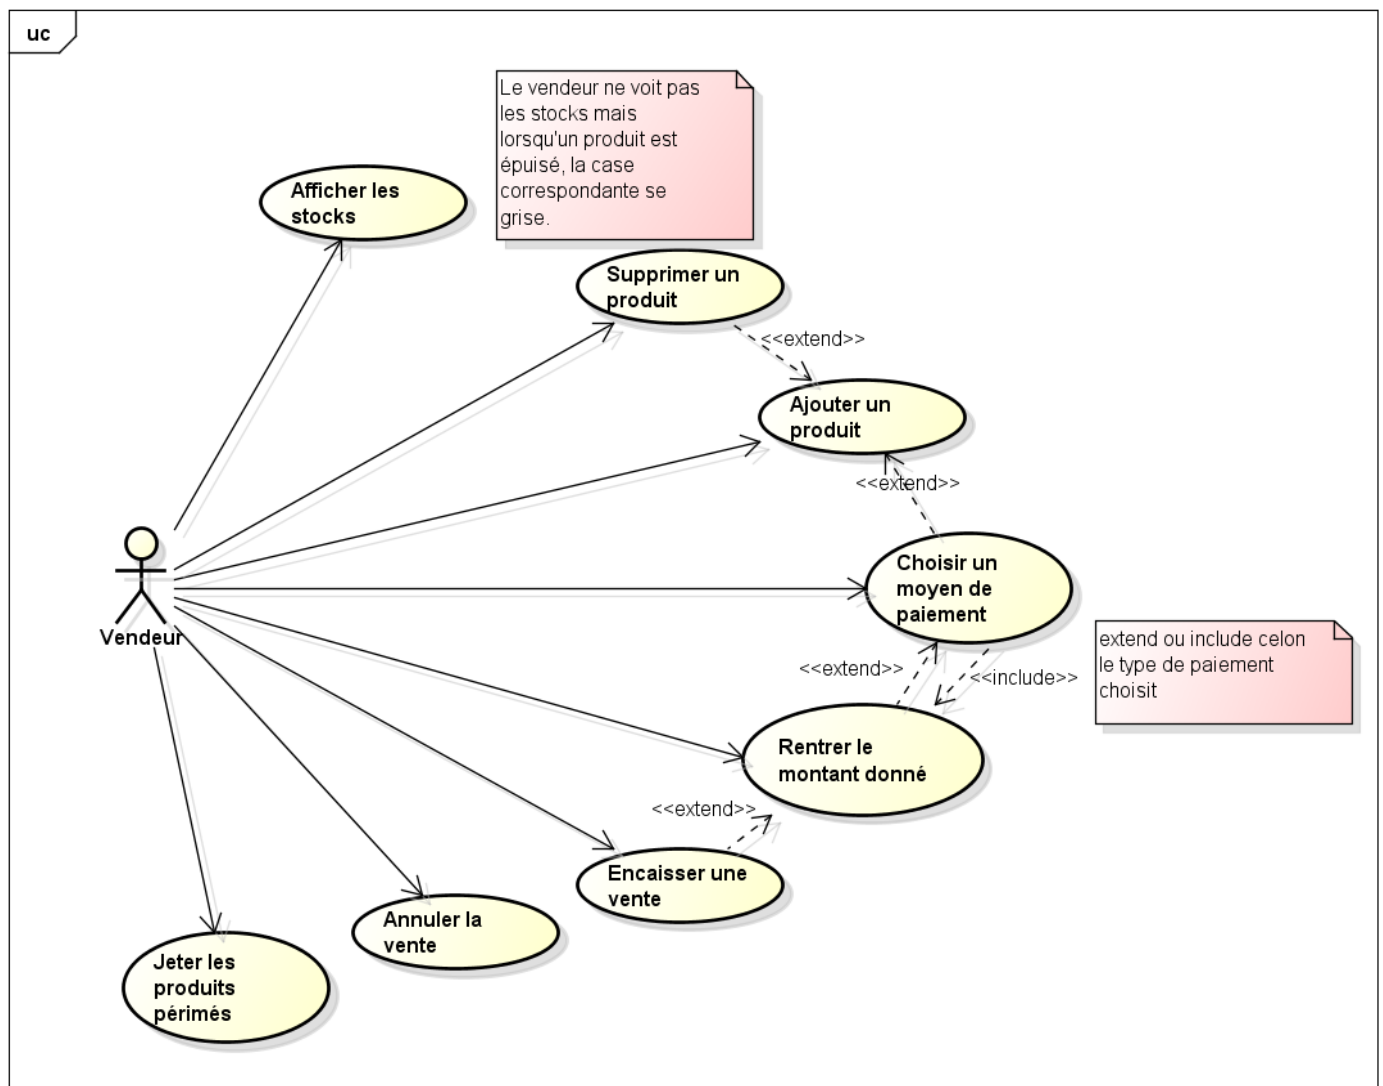 uc
Le vendeur ne voit pas
les stocks mais
lorsqu'un produit est
épuisé, la case
correspondante se
grise.
Afficher les
stocks
Supprimer un
produit
<<extend>>
Ajouter un
produit
<<extend>>
Choisir un
moyen de
paiement
Vendeur
extend ou include celon
le type de paiement
choisit
<<extend>>
<<include>>
Rentrer le
montant donné
<<extend>>
Encaisser une
vente
Annuler la
vente
Jeter les
produits
périmés